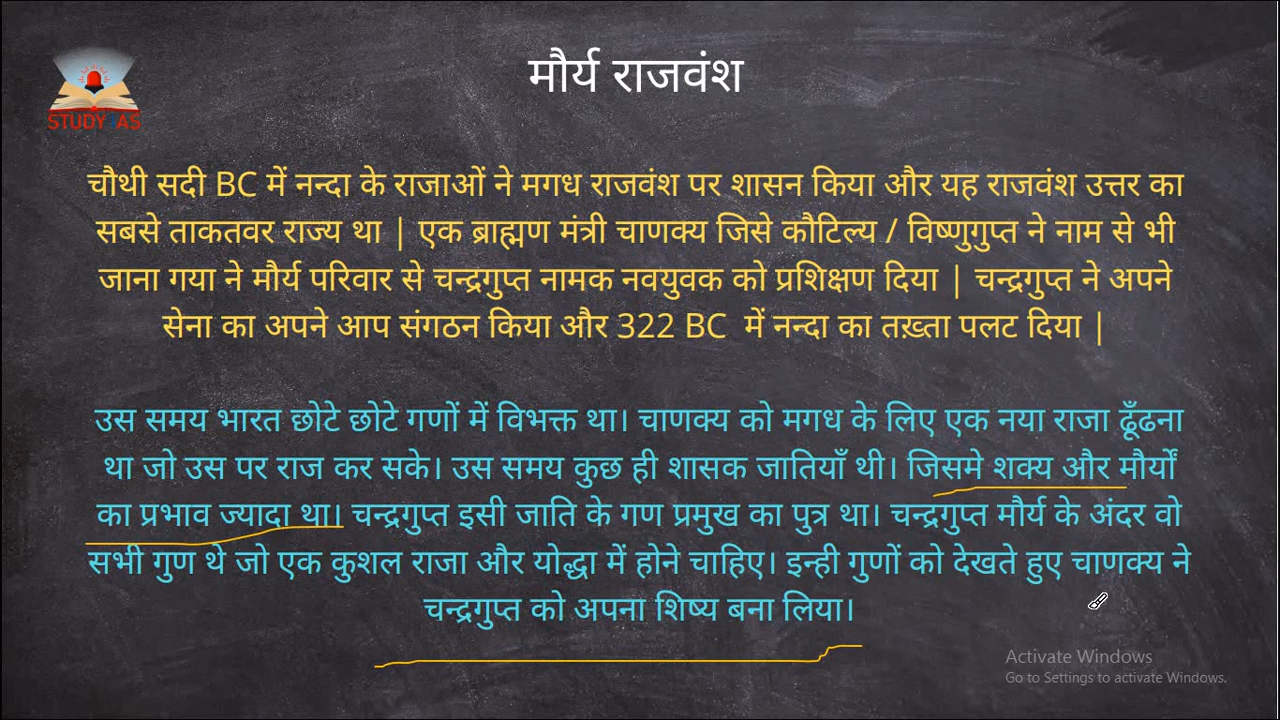 STUDY AS
मौर्य राजवंश
चौथी सदी BC में नन्दा के राजाओं ने मगध राजवंश पर शासन किया और यह राजवंश उत्तर का
सबसे ताकतवर राज्य था | एक ब्राह्मण मंत्री चाणक्य जिसे कौटिल्य / विष्णुगुप्त ने नाम से भी
जाना गया ने मौर्य परिवार से चन्द्रगुप्त नामक नवयुवक को प्रशिक्षण दिया | चन्द्रगुप्त ने अपने
सेना का अपने आप संगठन किया और 322 BC में नन्दा का तख़्ता पलट दिया |
उस समय भारत छोटे छोटे गणों में विभक्त था। चाणक्य को मगध के लिए एक नया राजा ढूँढना
था जो उस पर राज कर सके। उस समय कुछ ही शासक जातियाँ थी। जिसमे शक्य और मौर्यों
का प्रभाव ज्यादा था। चन्द्रगुप्त इसी जाति के गण प्रमुख का पुत्र था। चन्द्रगुप्त मौर्य के अंदर वो
सभी गुण थे जो एक कुशल राजा और योद्धा में होने चाहिए। इन्ही गुणों को देखते हुए चाणक्य ने
चन्द्रगुप्त को अपना शिष्य बना लिया।
Activate Windows
Go to Settings to activate Windows.